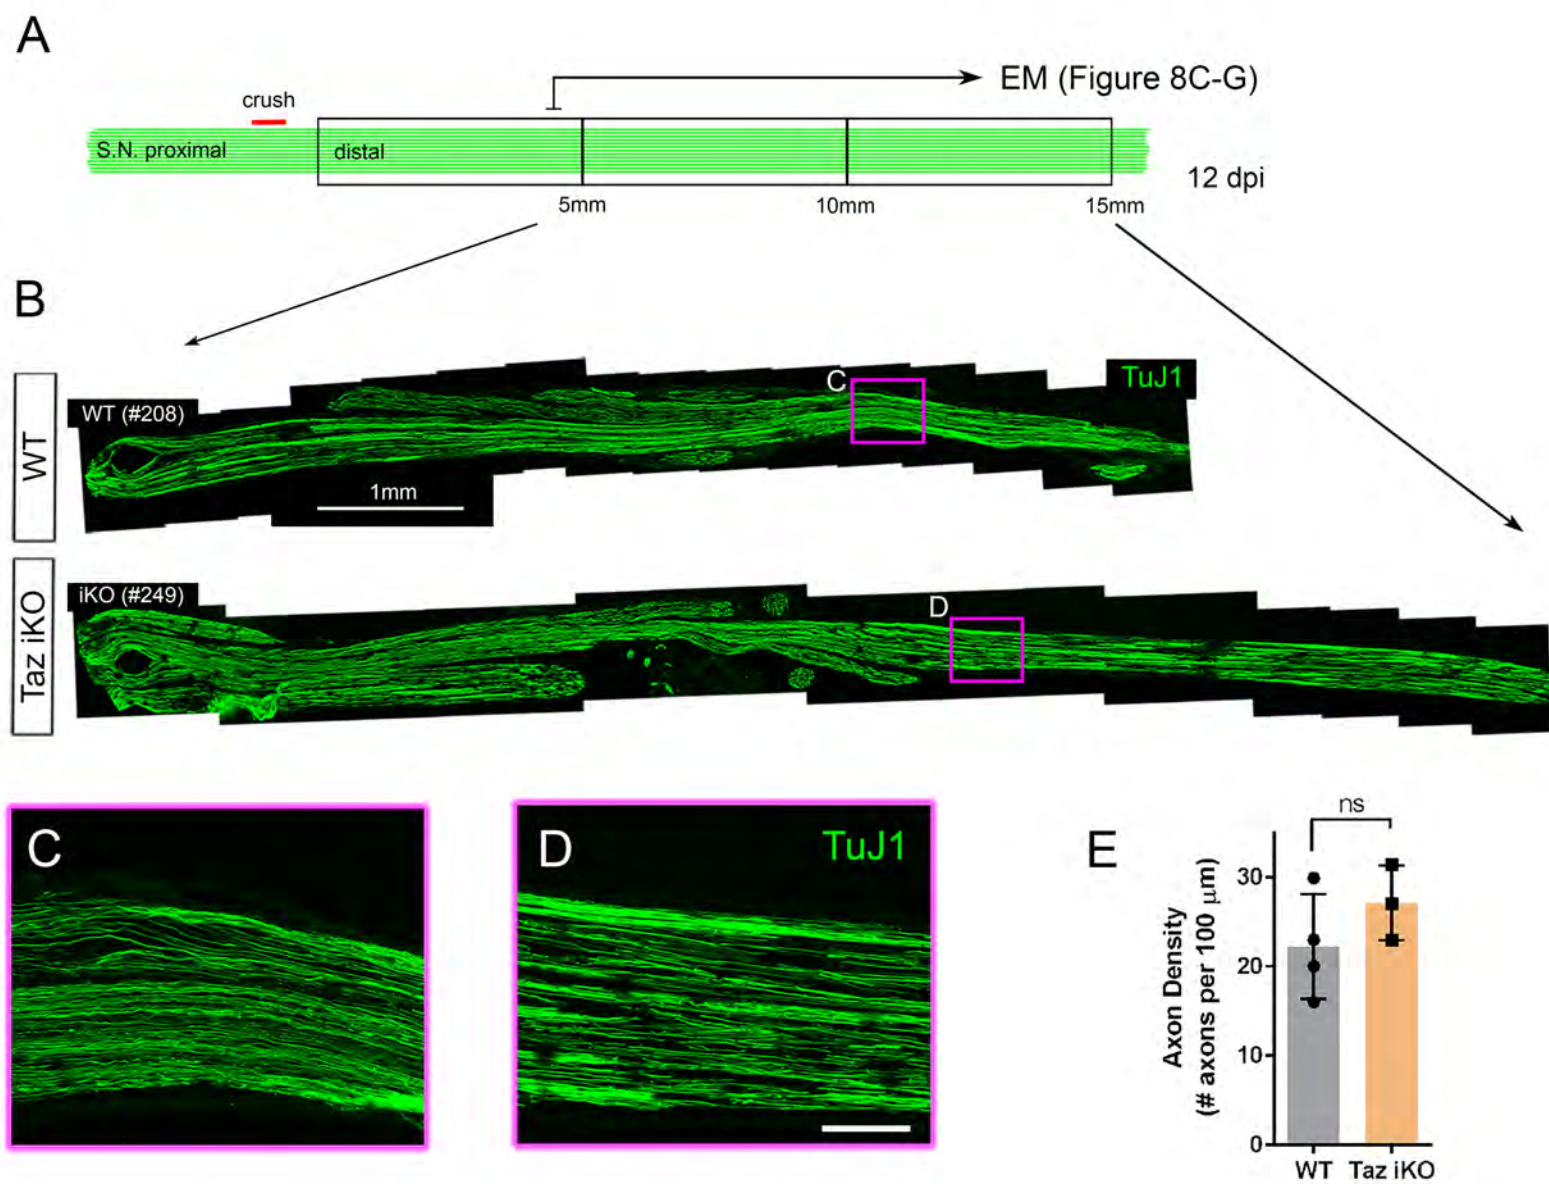 A
EM (Figure 8C-G)
crush
S.N. proximal
distal
12 dpi
5mm
10mm
15mm
B
WT
WT (#208)
C
TuJ1
1mm
Taz iKO
iKO (#249)
D
C
D
TuJ1
E
ns
Axon Density
(# axons per 100 μm)
30
20
10
0
WT
Taz iKO